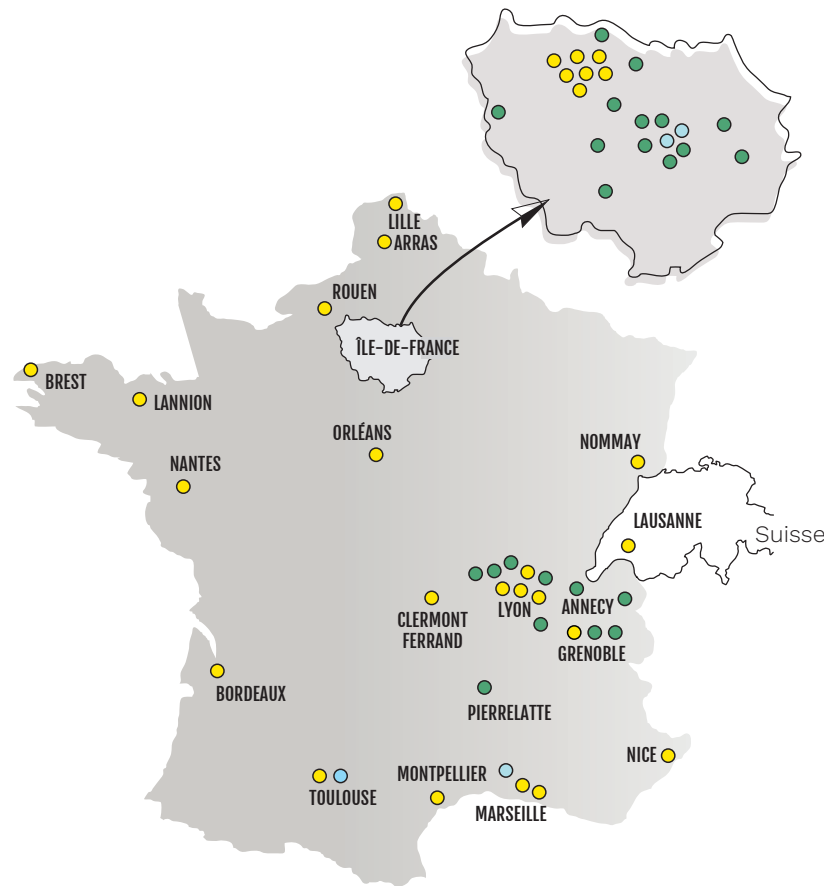 LILLE
ARRAS
ROUEN
ÎLE-DE-FRANCE
BREST
LANNION
ORLÉANS
NOMMAY
NANTES
LAUSANNE
Suisse
CLERMONT
FERRAND
LYON
ANNECY
GRENOBLE
BORDEAUX
PIERRELATTE
NICE
MONTPELLIER
TOULOUSE
MARSEILLE